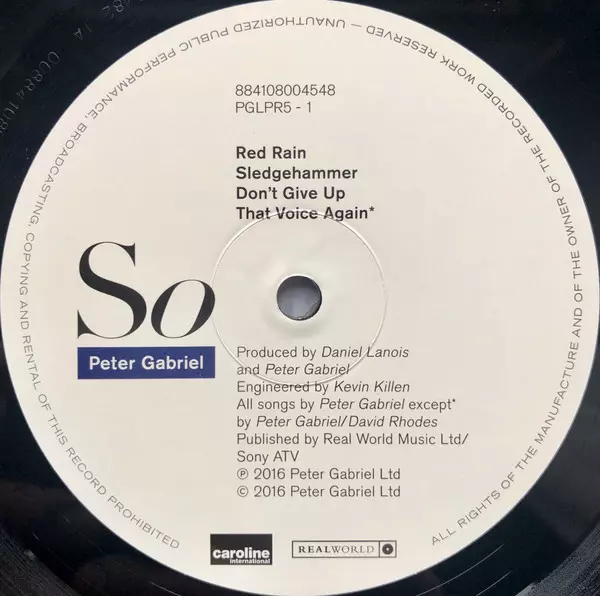 884108004548
PGLPR5 - 1
Red Rain
Sledgehammer
Don't Give Up
That Voice Again*
So
Peter Gabriel
Produced by Daniel Lanois
and Peter Gabriel
Engineered by Kevin Killen
All songs by Peter Gabriel except*
by Peter Gabriel/David Rhodes
Published by Real World Music Ltd/
Sony ATV
℗ 2016 Peter Gabriel Ltd
© 2016 Peter Gabriel Ltd
caroline
international
REALWORLD
ALL RIGHTS OF THE MANUFACTURE AND OF THE OWNER OF THE RECORDED WORK RESERVED — UNAUTHORIZED PUBLIC PERFORMANCE, BROADCASTING, COPYING AND RENTAL OF THIS RECORD PROHIBITED